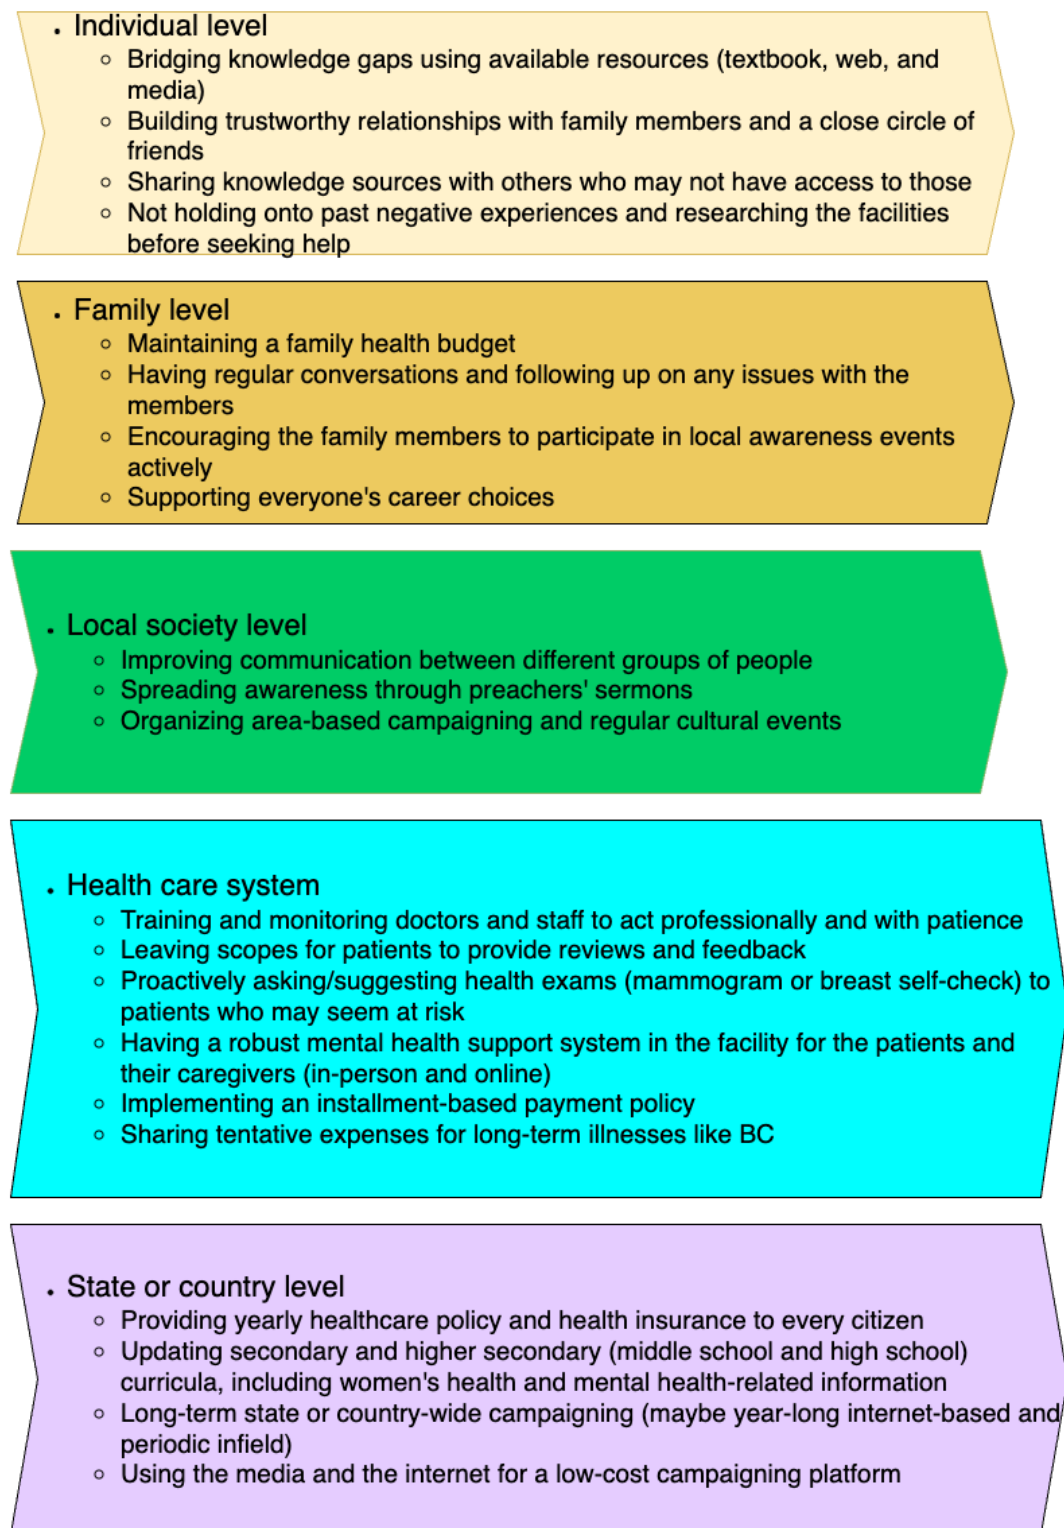 • Individual level
◦ Bridging knowledge gaps using available resources (textbook, web, and
media)
◦ Building trustworthy relationships with family members and a close circle of
friends
◦ Sharing knowledge sources with others who may not have access to those
◦ Not holding onto past negative experiences and researching the facilities
before seeking help
• Family level
◦ Maintaining a family health budget
◦ Having regular conversations and following up on any issues with the
members
◦ Encouraging the family members to participate in local awareness events
actively
◦ Supporting everyone's career choices
• Local society level
◦ Improving communication between different groups of people
◦ Spreading awareness through preachers' sermons
◦ Organizing area-based campaigning and regular cultural events
• Health care system
◦ Training and monitoring doctors and staff to act professionally and with patience
◦ Leaving scopes for patients to provide reviews and feedback
◦ Proactively asking/suggesting health exams (mammogram or breast self-check) to
patients who may seem at risk
◦ Having a robust mental health support system in the facility for the patients and
their caregivers (in-person and online)
◦ Implementing an installment-based payment policy
◦ Sharing tentative expenses for long-term illnesses like BC
• State or country level
◦ Providing yearly healthcare policy and health insurance to every citizen
◦ Updating secondary and higher secondary (middle school and high school)
curricula, including women's health and mental health-related information
◦ Long-term state or country-wide campaigning (maybe year-long internet-based and
periodic infield)
◦ Using the media and the internet for a low-cost campaigning platform